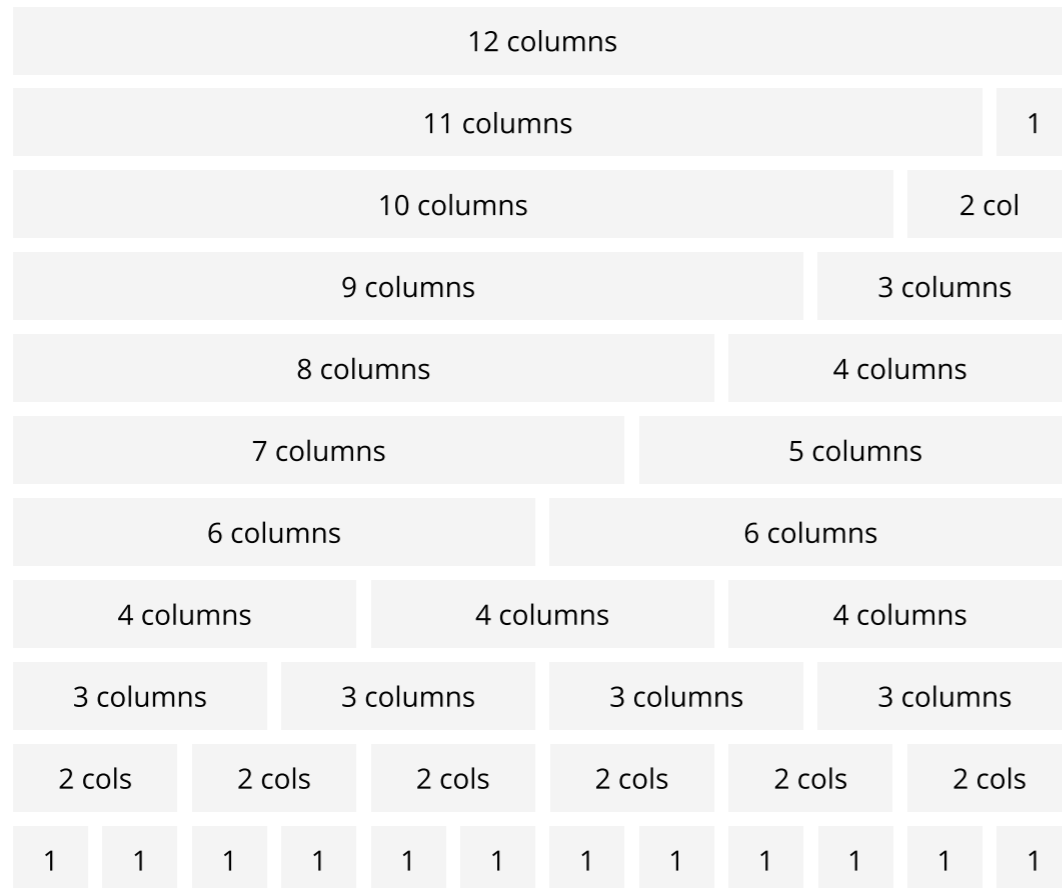 12 columns
11 columns 1
10 columns 2 col
9 columns 3 columns
8 columns 4 columns
7 columns 5 columns
6 columns 6 columns
4 columns 4 columns 4 columns
3 columns 3 columns 3 columns 3 columns
2 cols 2 cols 2 cols 2 cols 2 cols 2 cols
1 1 1 1 1 1 1 1 1 1 1 1